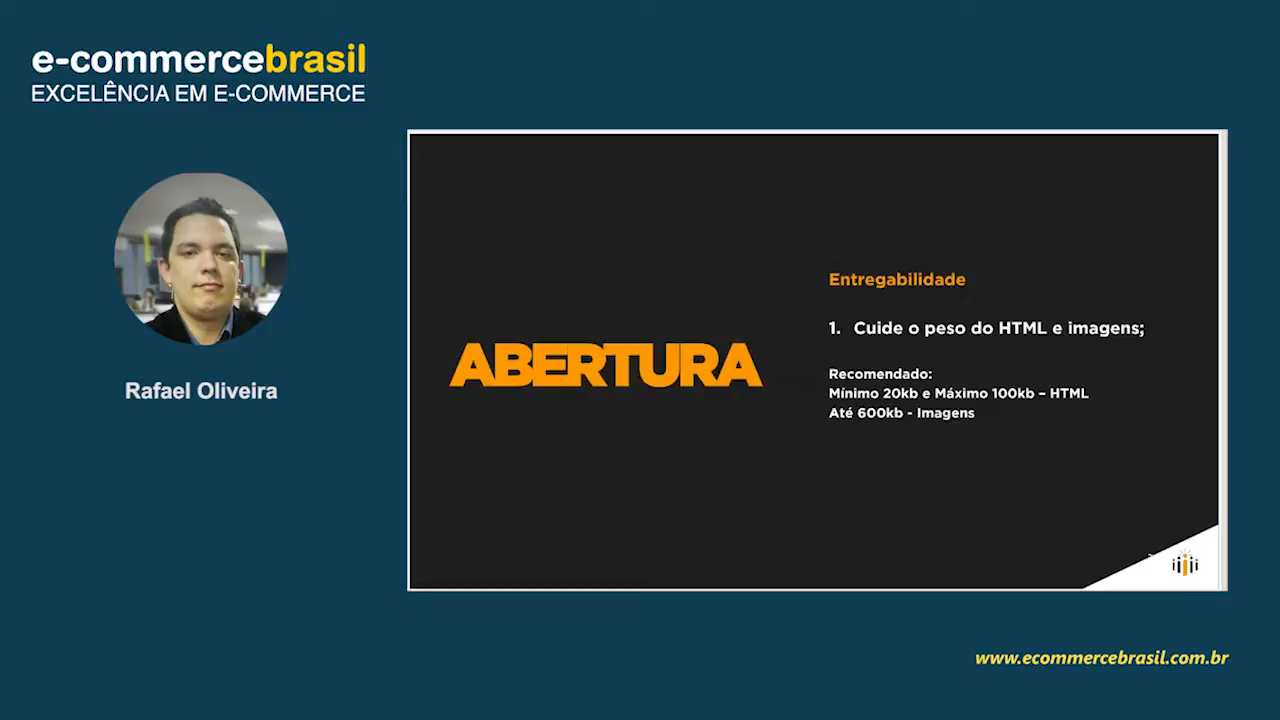 e-commercebrasil
EXCELÊNCIA EM E-COMMERCE
Rafael Oliveira
ABERTURA
Entregabilidade
1. Cuide o peso do HTML e imagens;
Recomendado:
Mínimo 20kb e Máximo 100kb – HTML
Até 600kb - Imagens
www.ecommercebrasil.com.br